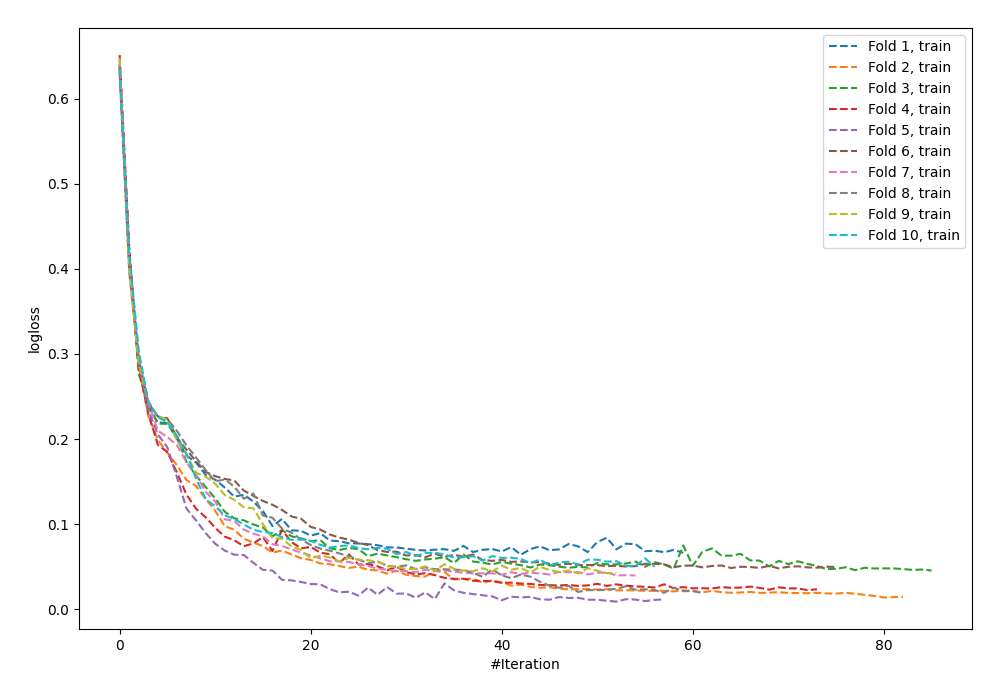 Fold 1, train
Fold 2, train
Fold 3, train
Fold 4, train
Fold 5, train
Fold 6, train
Fold 7, train
Fold 8, train
Fold 9, train
Fold 10, train
logloss
0.6
0.5
0.4
0.3
0.2
0.1
0.0
0 20 40 60 80
#Iteration